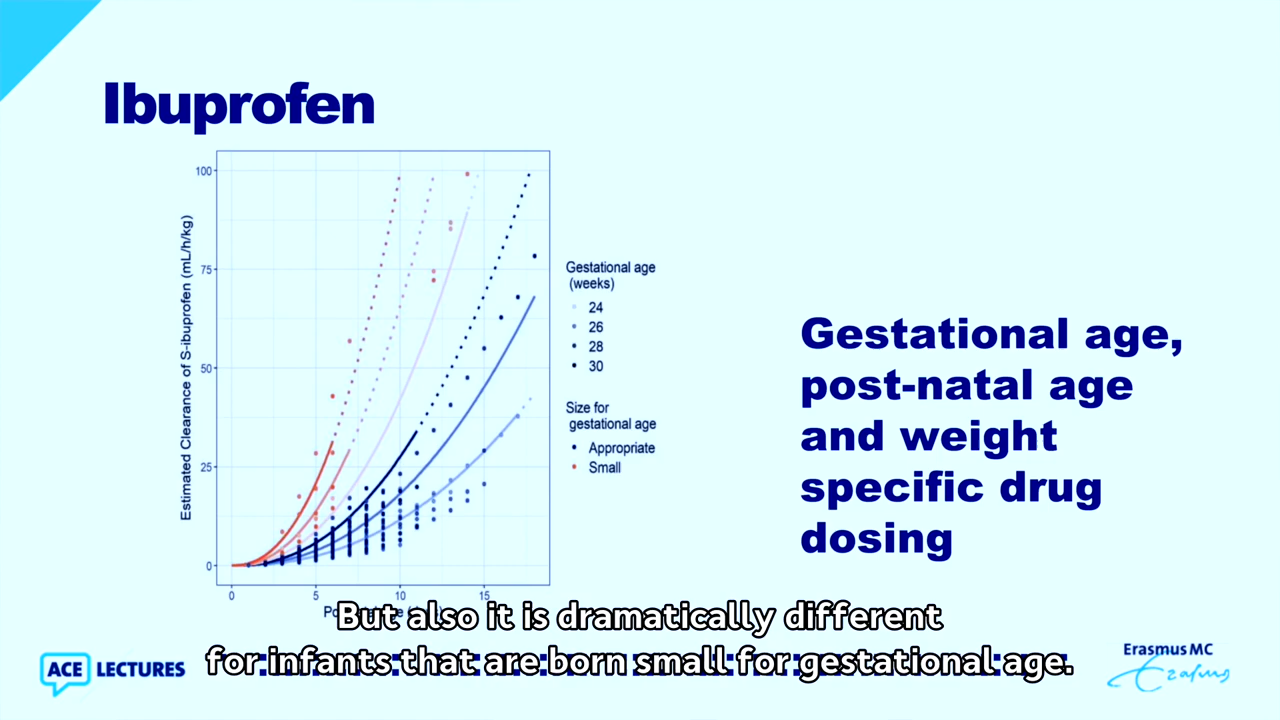 Ibuprofen
100
75
50
25
0
Estimated Clearance of S-ibuprofen (mL/h/kg)
0 5 10 15
Gestational age
(weeks)
24
26
28
30
Size for
gestational age
Appropriate
Small
Gestational age,
post-natal age
and weight
specific drug
dosing
But also it is dramatically different
for infants that are born small for gestational age.
ACE LECTURES
Erasmus MC
Erasmus